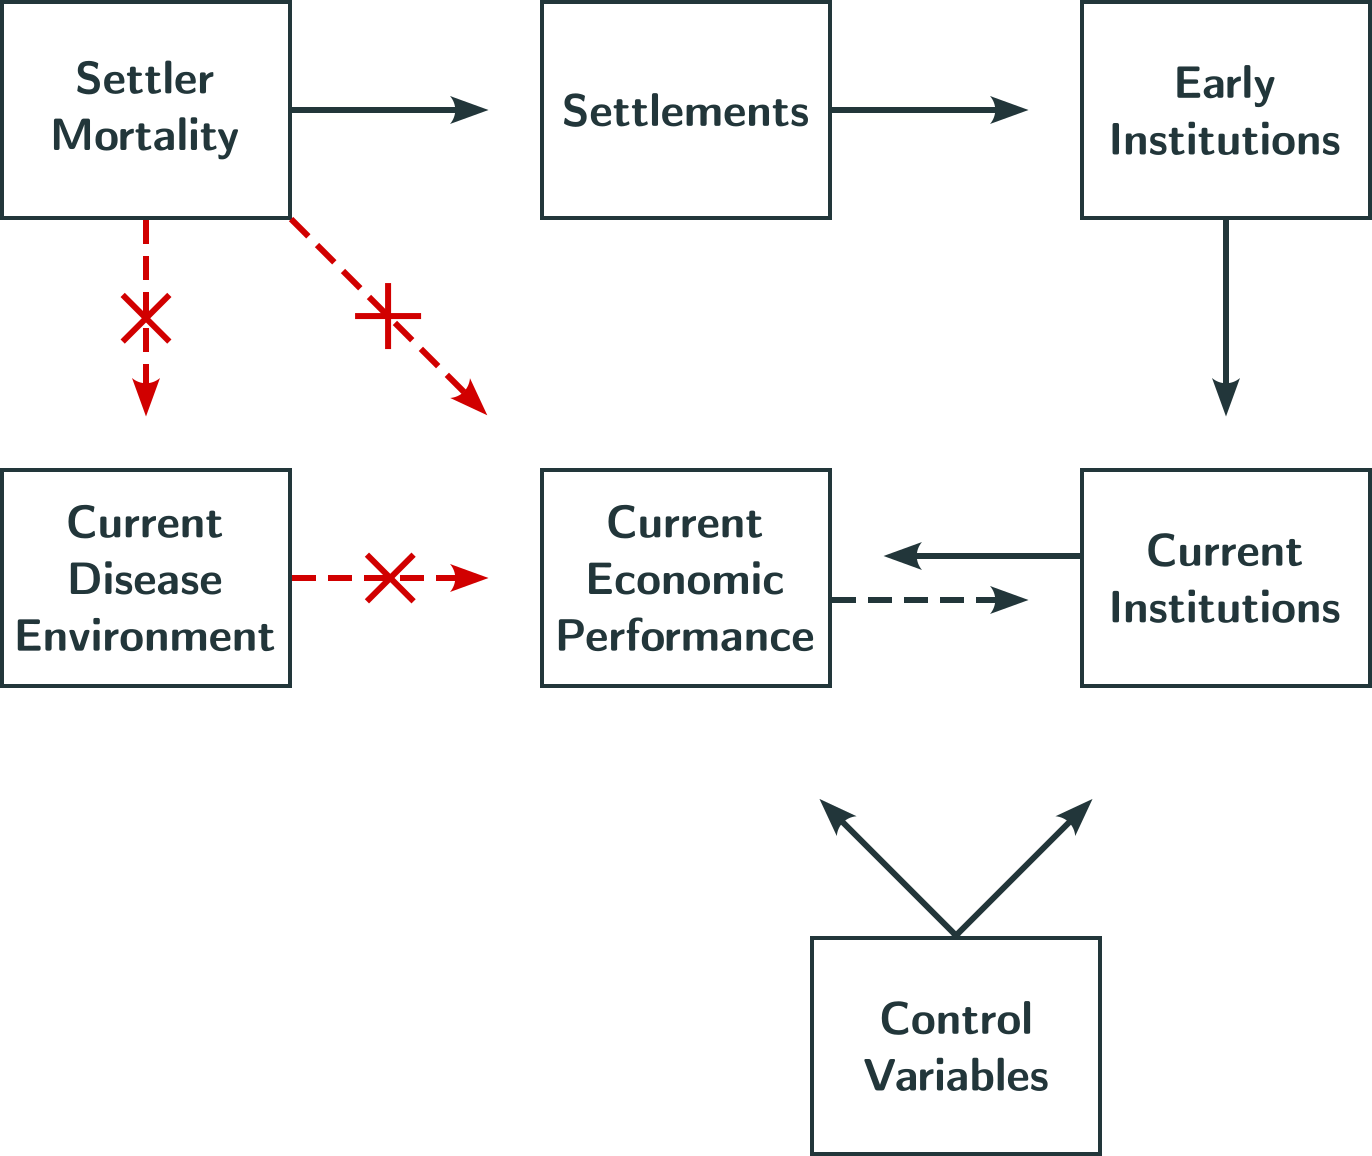 Settler
Mortality
Settlements
Early
Institutions
Current
Disease
Environment
Current
Economic
Performance
Current
Institutions
Control
Variables